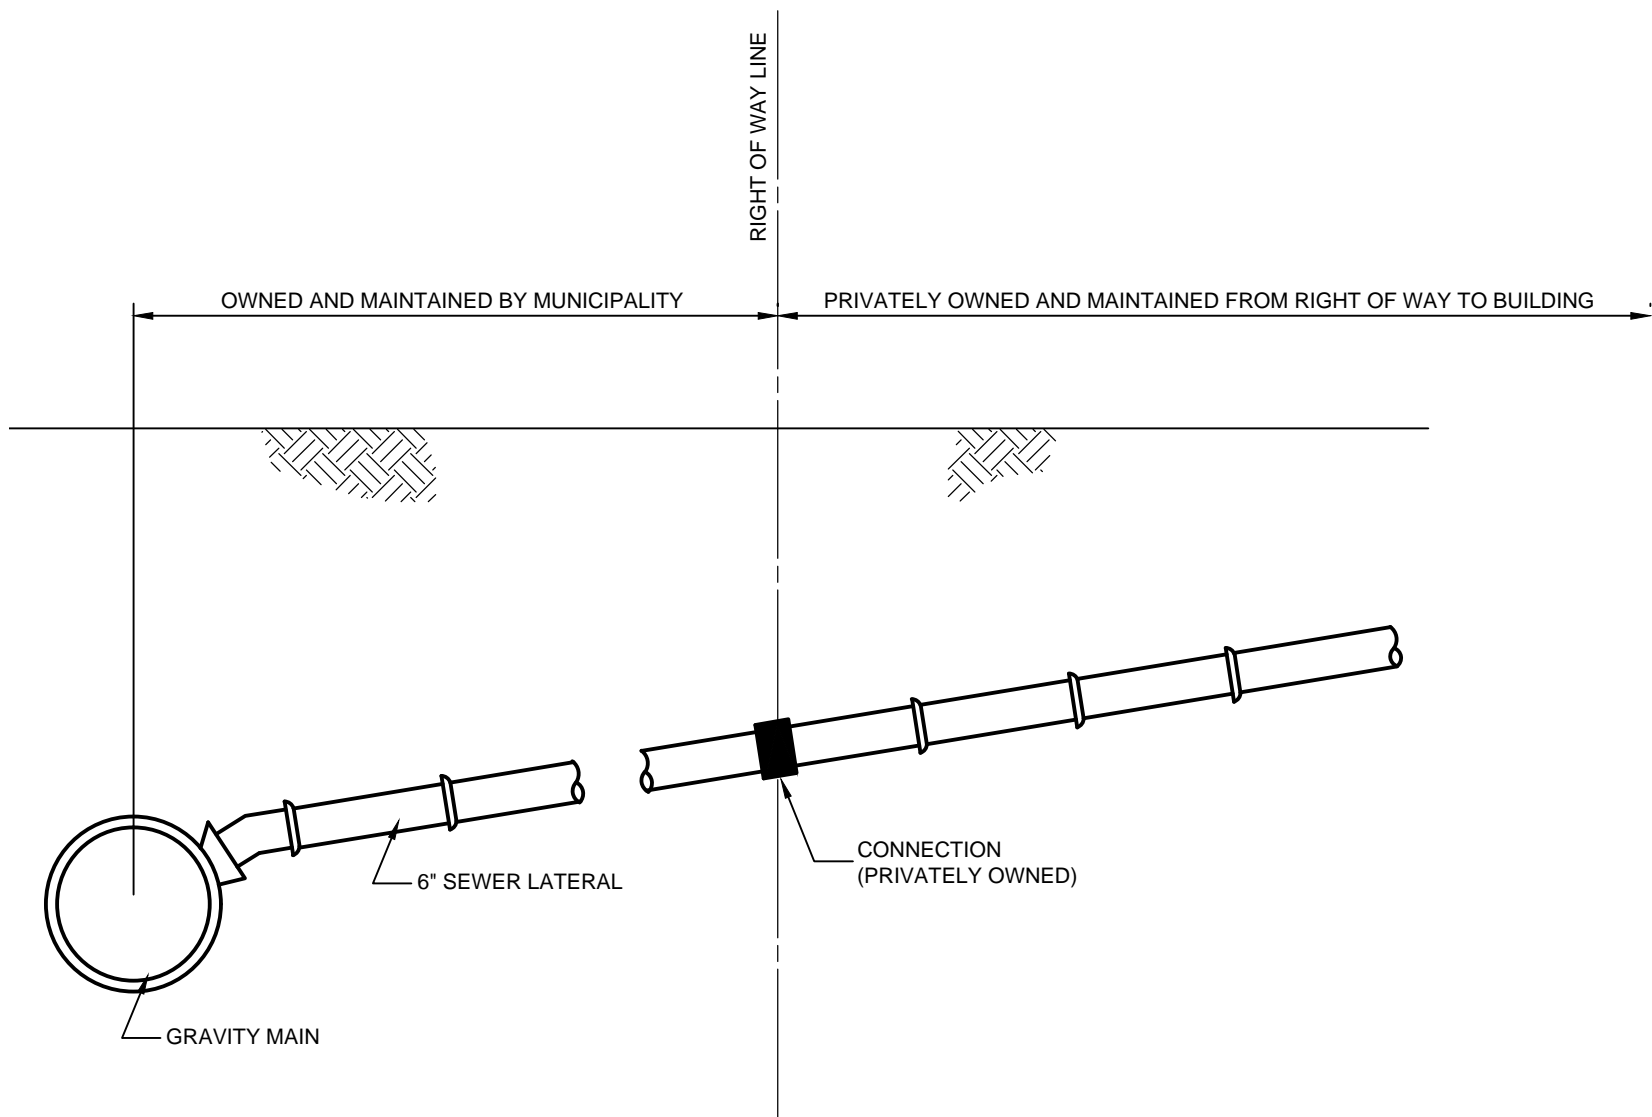 RIGHT OF WAY LINE
OWNED AND MAINTAINED BY MUNICIPALITY
PRIVATELY OWNED AND MAINTAINED FROM RIGHT OF WAY TO BUILDING
CONNECTION
(PRIVATELY OWNED)
6" SEWER LATERAL
GRAVITY MAIN